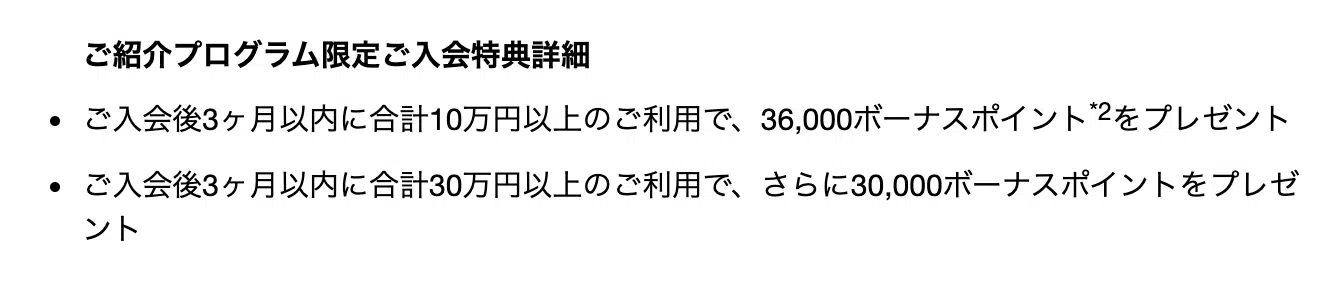 ご紹介プログラム限定ご入会特典詳細
• ご入会後3ヶ月以内に合計10万円以上のご利用で、36,000ボーナスポイント*2をプレゼント
• ご入会後3ヶ月以内に合計30万円以上のご利用で、さらに30,000ボーナスポイントをプレゼ
ント